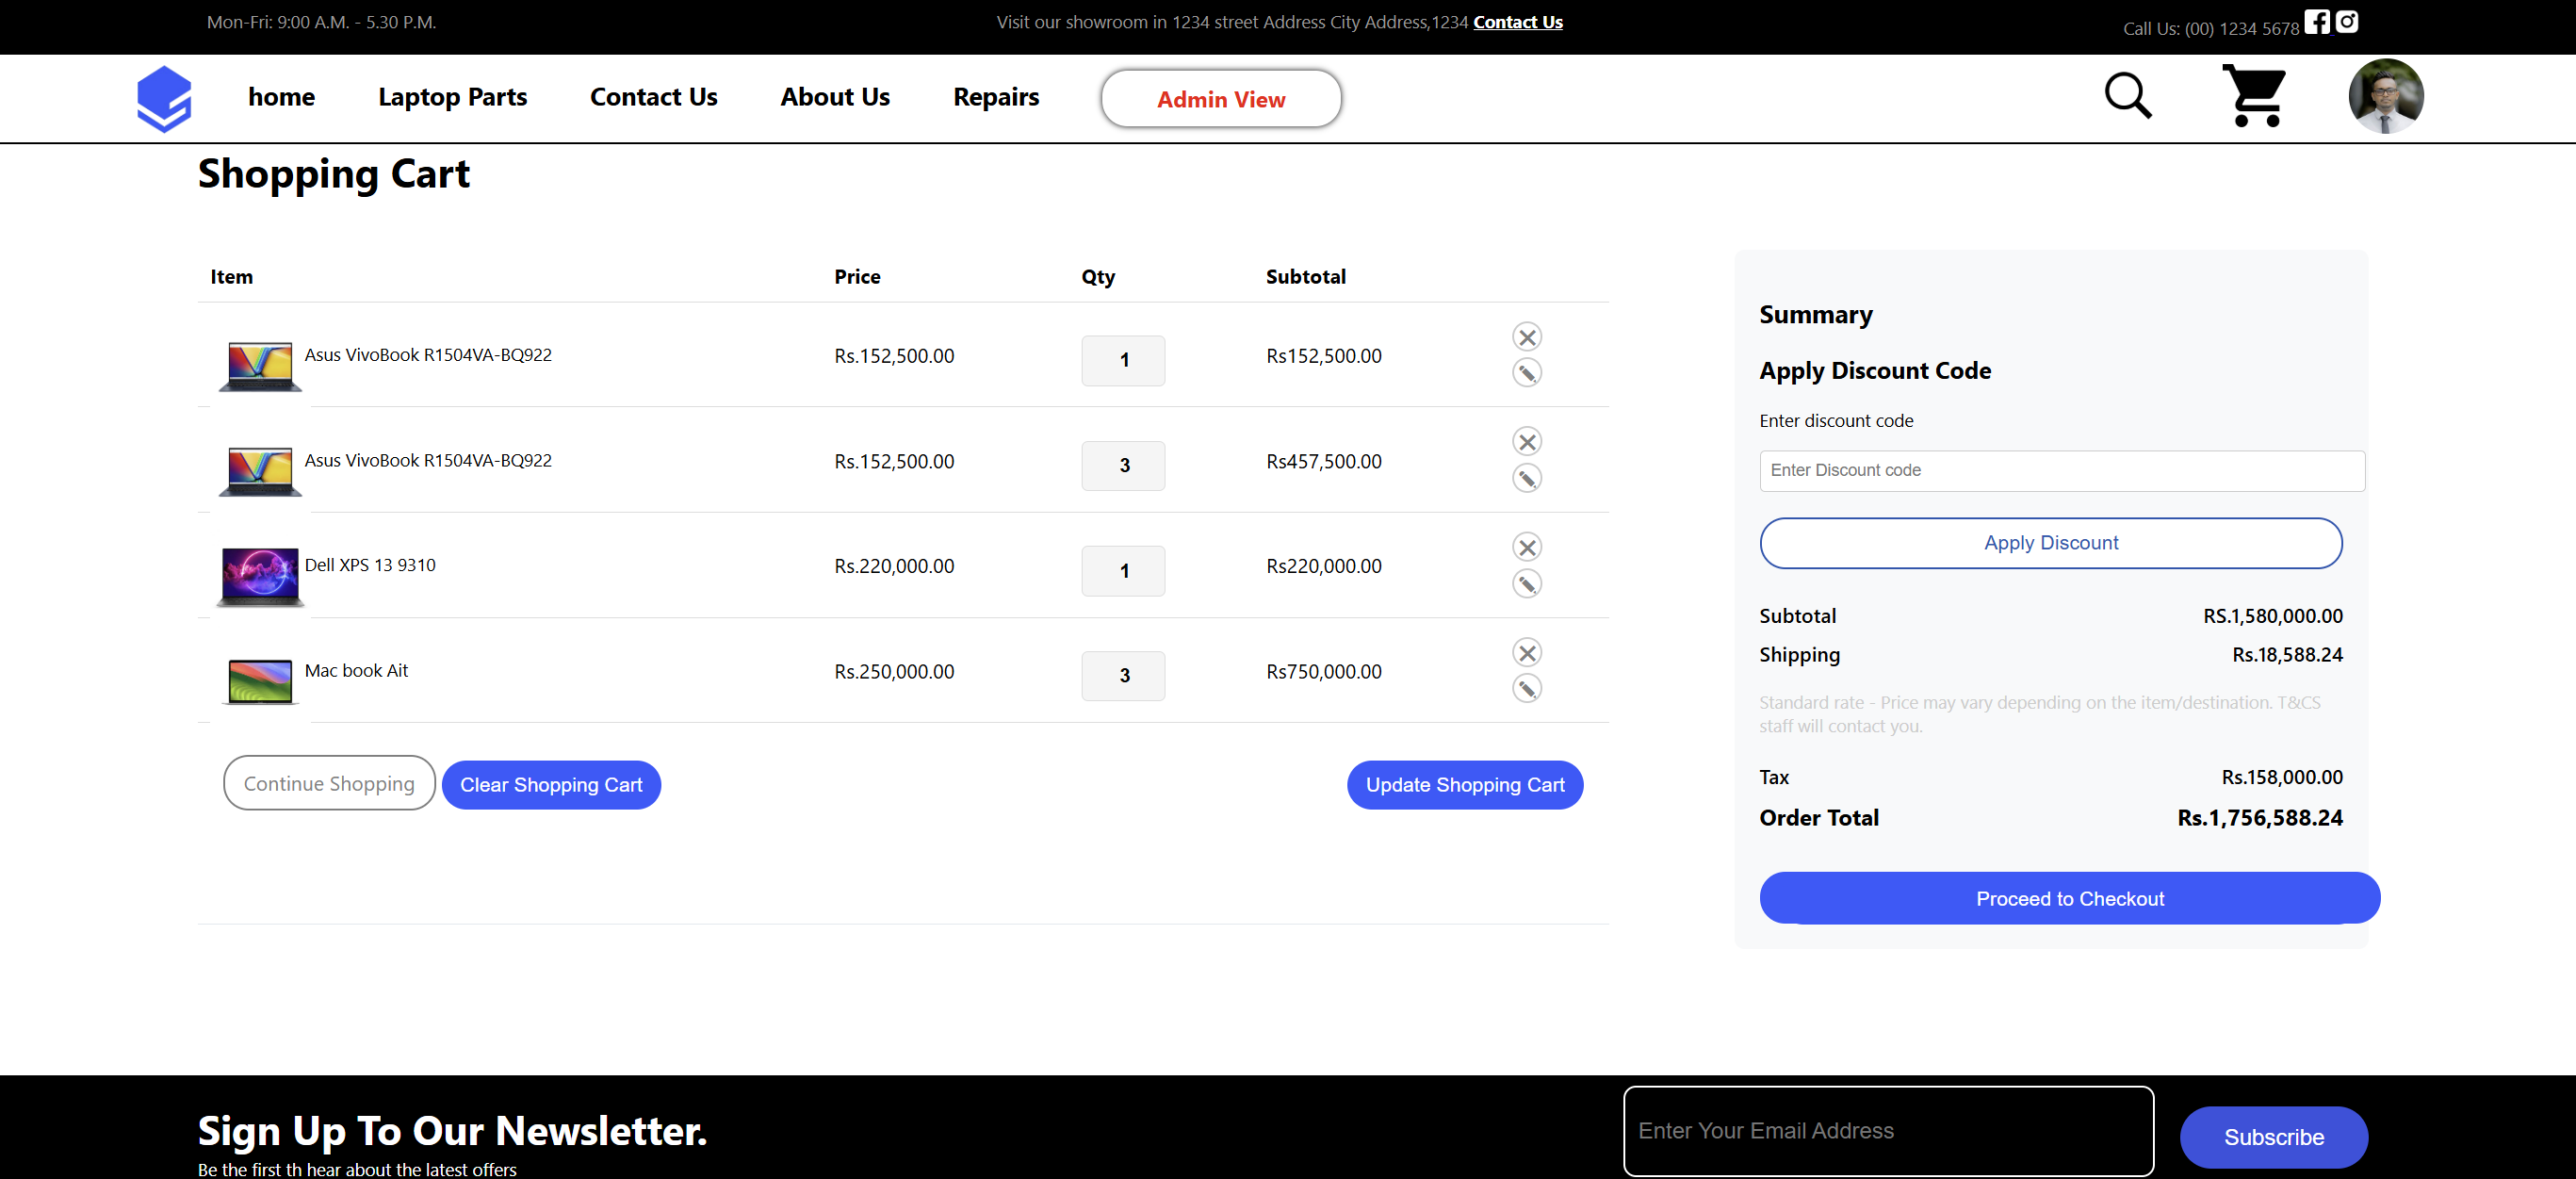 Mon-Fri: 9:00 A.M. - 5.30 P.M.
Visit our showroom in 1234 street Address City Address,1234 Contact Us
Call Us: (00) 1234 5678
home Laptop Parts Contact Us About Us Repairs Admin View
Shopping Cart
Item Price Qty Subtotal
Asus VivoBook R1504VA-BQ922 Rs.152,500.00 1 Rs152,500.00
Asus VivoBook R1504VA-BQ922 Rs.152,500.00 3 Rs457,500.00
Dell XPS 13 9310 Rs.220,000.00 1 Rs220,000.00
Mac book Ait Rs.250,000.00 3 Rs750,000.00
Continue Shopping Clear Shopping Cart Update Shopping Cart
Summary
Apply Discount Code
Enter discount code
Enter Discount code
Apply Discount
Subtotal RS.1,580,000.00
Shipping Rs.18,588.24
Standard rate - Price may vary depending on the item/destination. T&CS
staff will contact you.
Tax Rs.158,000.00
Order Total Rs.1,756,588.24
Proceed to Checkout
Sign Up To Our Newsletter.
Be the first th hear about the latest offers
Enter Your Email Address
Subscribe